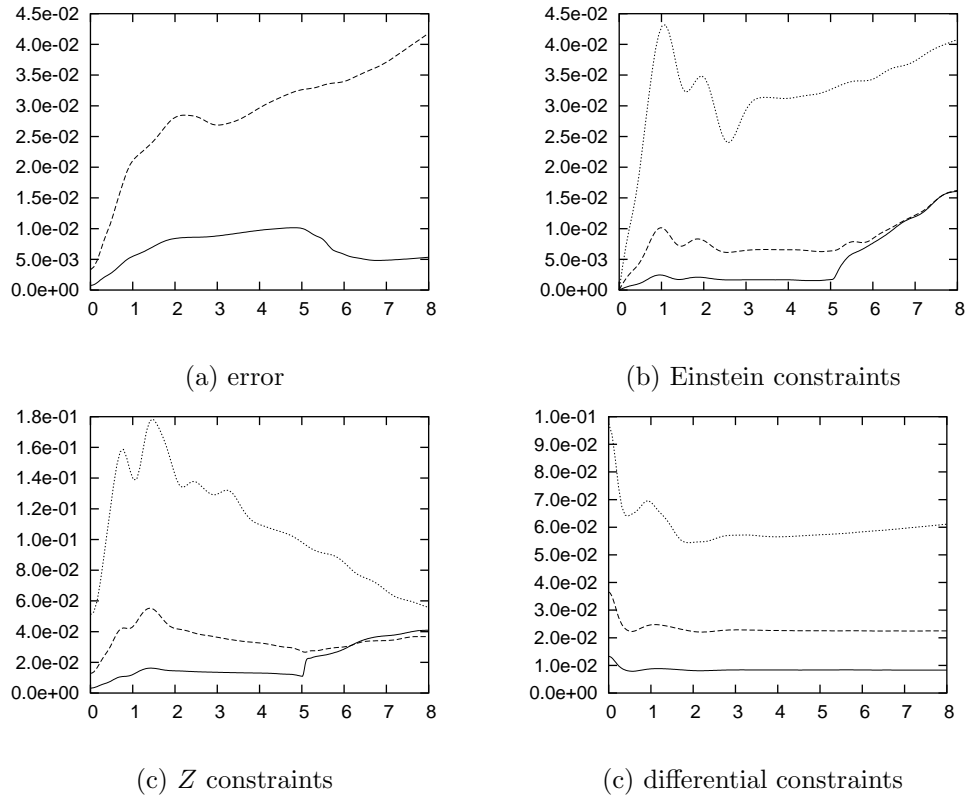 4.5e-02
4.0e-02
3.5e-02
3.0e-02
2.5e-02
2.0e-02
1.5e-02
1.0e-02
5.0e-03
0.0e+00
0 1 2 3 4 5 6 7 8
(a) error
4.5e-02
4.0e-02
3.5e-02
3.0e-02
2.5e-02
2.0e-02
1.5e-02
1.0e-02
5.0e-03
0.0e+00
0 1 2 3 4 5 6 7 8
(b) Einstein constraints
1.8e-01
1.6e-01
1.4e-01
1.2e-01
1.0e-01
8.0e-02
6.0e-02
4.0e-02
2.0e-02
0.0e+00
0 1 2 3 4 5 6 7 8
(c) Z constraints
1.0e-01
9.0e-02
8.0e-02
7.0e-02
6.0e-02
5.0e-02
4.0e-02
3.0e-02
2.0e-02
1.0e-02
0.0e+00
0 1 2 3 4 5 6 7 8
(c) differential constraints